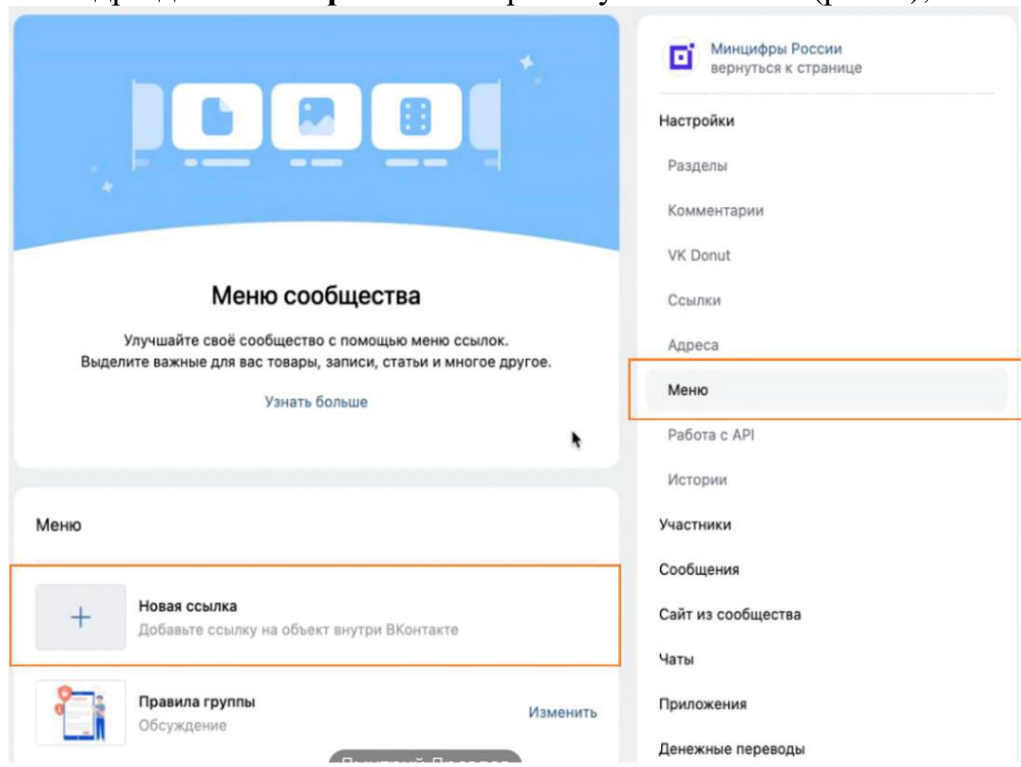 Меню сообщества
Улучшайте своё сообщество с помощью меню ссылок.
Выделите важные для вас товары, записи, статьи и многое другое.
Узнать больше
Меню
Новая ссылка
Добавьте ссылку на объект внутри ВКонтакте
Правила группы
Обсуждение
Изменить
Минцифры России
вернуться к странице
Настройки
Разделы
Комментарии
VK Donut
Ссылки
Адреса
Меню
Работа с API
Истории
Участники
Сообщения
Сайт из сообщества
Чаты
Приложения
Денежные переводы